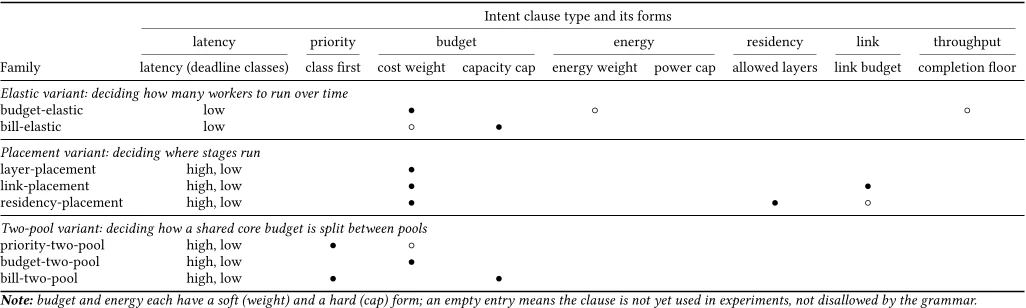 Intent clause type and its forms
latency priority budget energy residency link throughput
Family latency (deadline classes) class first cost weight capacity cap energy weight power cap allowed layers link budget completion floor
Elastic variant: deciding how many workers to run over time
budget-elastic low ● ○ ○
bill-elastic low ○ ●
Placement variant: deciding where stages run
layer-placement high, low ●
link-placement high, low ● ●
residency-placement high, low ● ● ○
Two-pool variant: deciding how a shared core budget is split between pools
priority-two-pool high, low ● ○
budget-two-pool high, low ●
bill-two-pool high, low ● ●
Note: budget and energy each have a soft (weight) and a hard (cap) form; an empty entry means the clause is not yet used in experiments, not disallowed by the grammar.